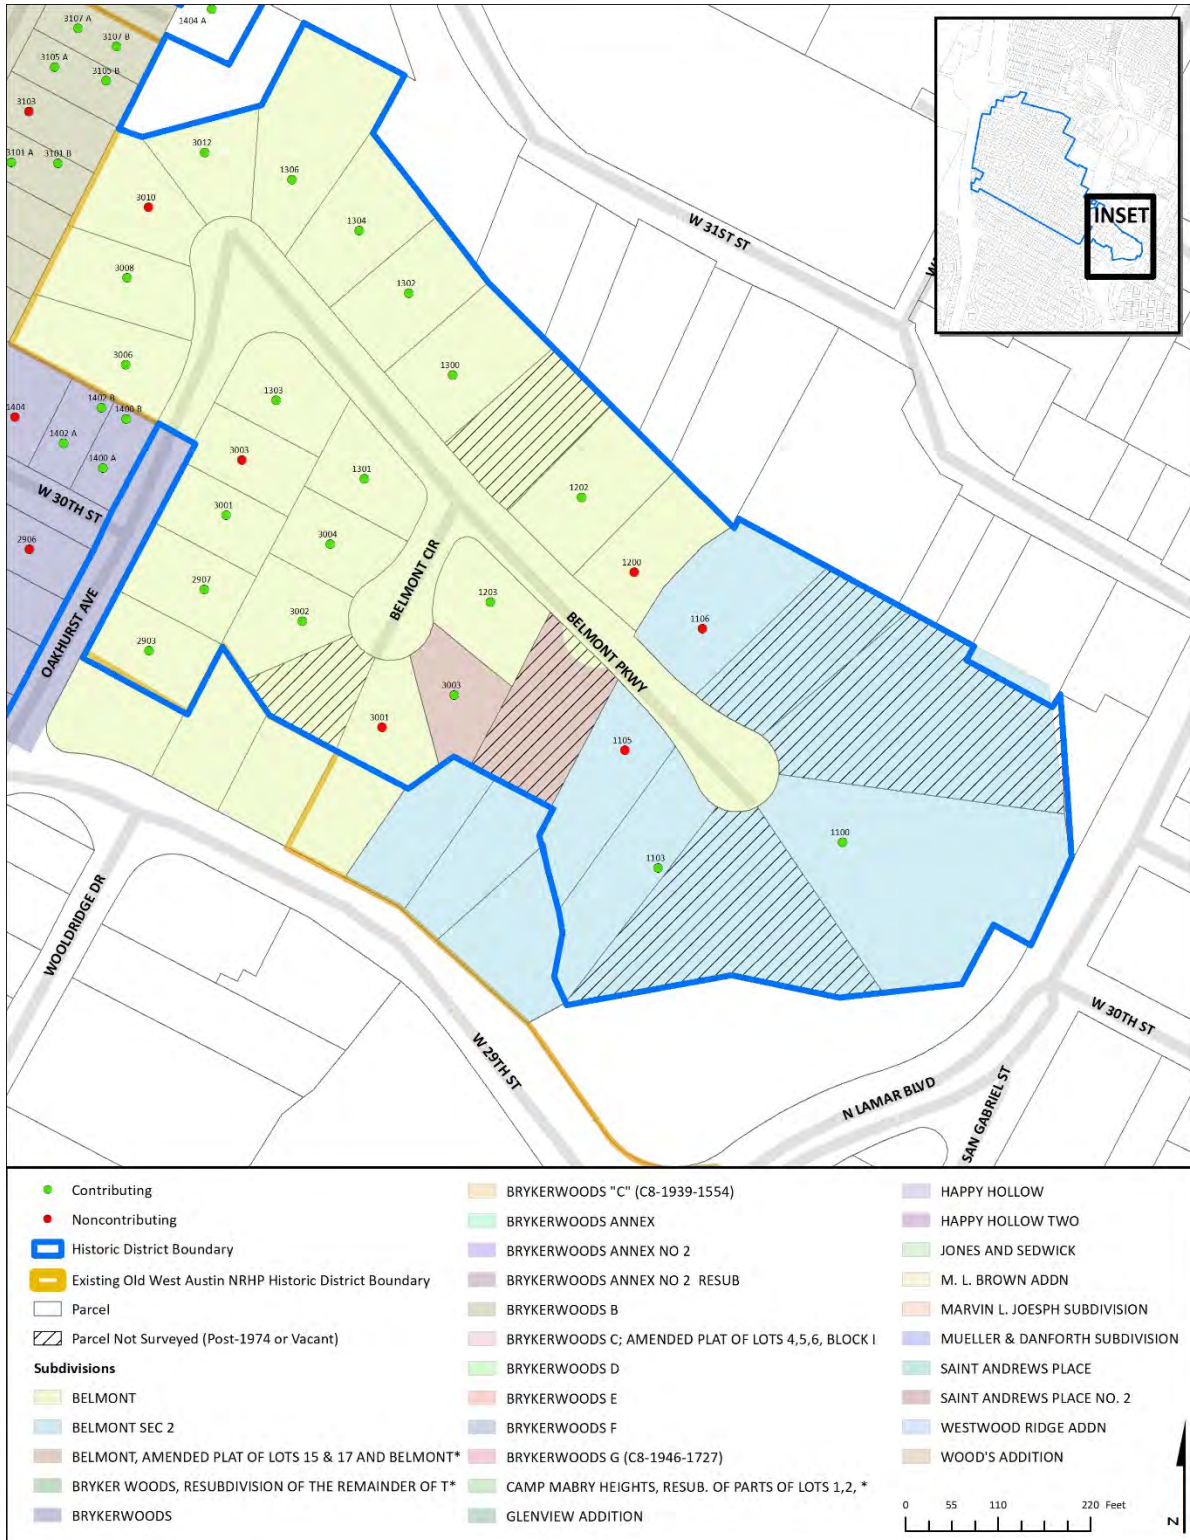 3107 A
1404 A
3107 B
3105 A
3105 B
3103
3101 A
3101 B
3012
3010
1306
1304
3008
1302
3006
1300
1303
1402 B
1400 B
1404
1402 A
1400 A
3003
1301
3001
3004
2906
2907
3002
2903
1202
1200
1203
1106
3003
3001
1105
1103
1100
W 31ST ST
W
INSET
W 30TH ST
OAKHURST AVE
BELMONT CIR
BELMONT PKWY
WOOLDRIDGE DR
W 29TH ST
N LAMAR BLVD
SAN GABRIEL ST
W 30TH ST
Contributing
Noncontributing
Historic District Boundary
Existing Old West Austin NRHP Historic District Boundary
Parcel
Parcel Not Surveyed (Post-1974 or Vacant)
Subdivisions
BELMONT
BELMONT SEC 2
BELMONT, AMENDED PLAT OF LOTS 15 & 17 AND BELMONT*
BRYKER WOODS, RESUBDIVISION OF THE REMAINDER OF T*
BRYKERWOODS
BRYKERWOODS "C" (C8-1939-1554)
BRYKERWOODS ANNEX
BRYKERWOODS ANNEX NO 2
BRYKERWOODS ANNEX NO 2 RESUB
BRYKERWOODS B
BRYKERWOODS C; AMENDED PLAT OF LOTS 4,5,6, BLOCK I
BRYKERWOODS D
BRYKERWOODS E
BRYKERWOODS F
BRYKERWOODS G (C8-1946-1727)
CAMP MABRY HEIGHTS, RESUB. OF PARTS OF LOTS 1,2, *
GLENVIEW ADDITION
HAPPY HOLLOW
HAPPY HOLLOW TWO
JONES AND SEDWICK
M. L. BROWN ADDN
MARVIN L. JOESPH SUBDIVISION
MUELLER & DANFORTH SUBDIVISION
SAINT ANDREWS PLACE
SAINT ANDREWS PLACE NO. 2
WESTWOOD RIDGE ADDN
WOOD'S ADDITION
0 55 110 220 Feet
N